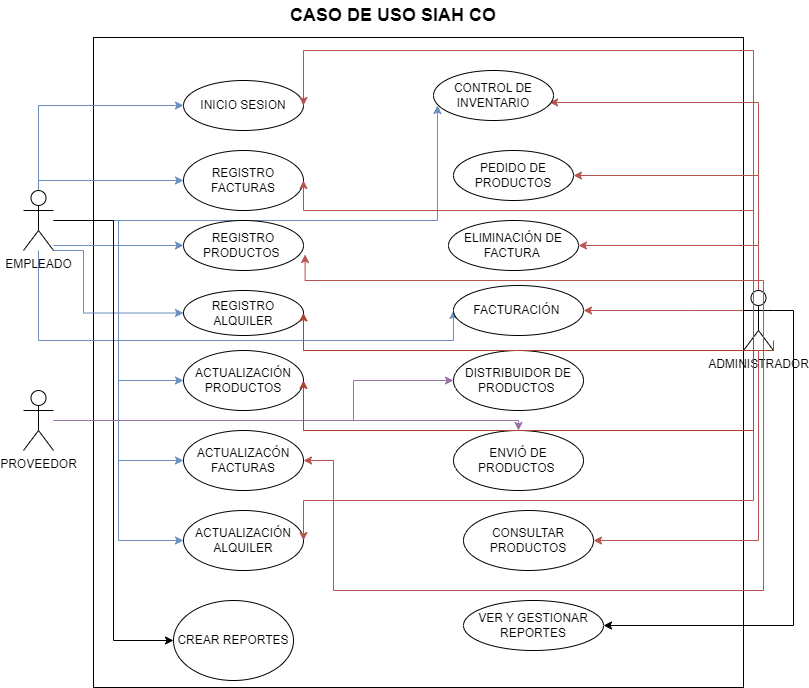 CASO DE USO SIAH CO
INICIO SESION
CONTROL DE
INVENTARIO
REGISTRO
FACTURAS
PEDIDO DE
PRODUCTOS
EMPLEADO
REGISTRO
PRODUCTOS
ELIMINACIÓN DE
FACTURA
REGISTRO
ALQUILER
FACTURACIÓN
ADMINISTRADOR
ACTUALIZACIÓN
PRODUCTOS
DISTRIBUIDOR DE
PRODUCTOS
PROVEEDOR
ACTUALIZACÓN
FACTURAS
ENVIÓ DE
PRODUCTOS
ACTUALIZACIÓN
ALQUILER
CONSULTAR
PRODUCTOS
CREAR REPORTES
VER Y GESTIONAR
REPORTES